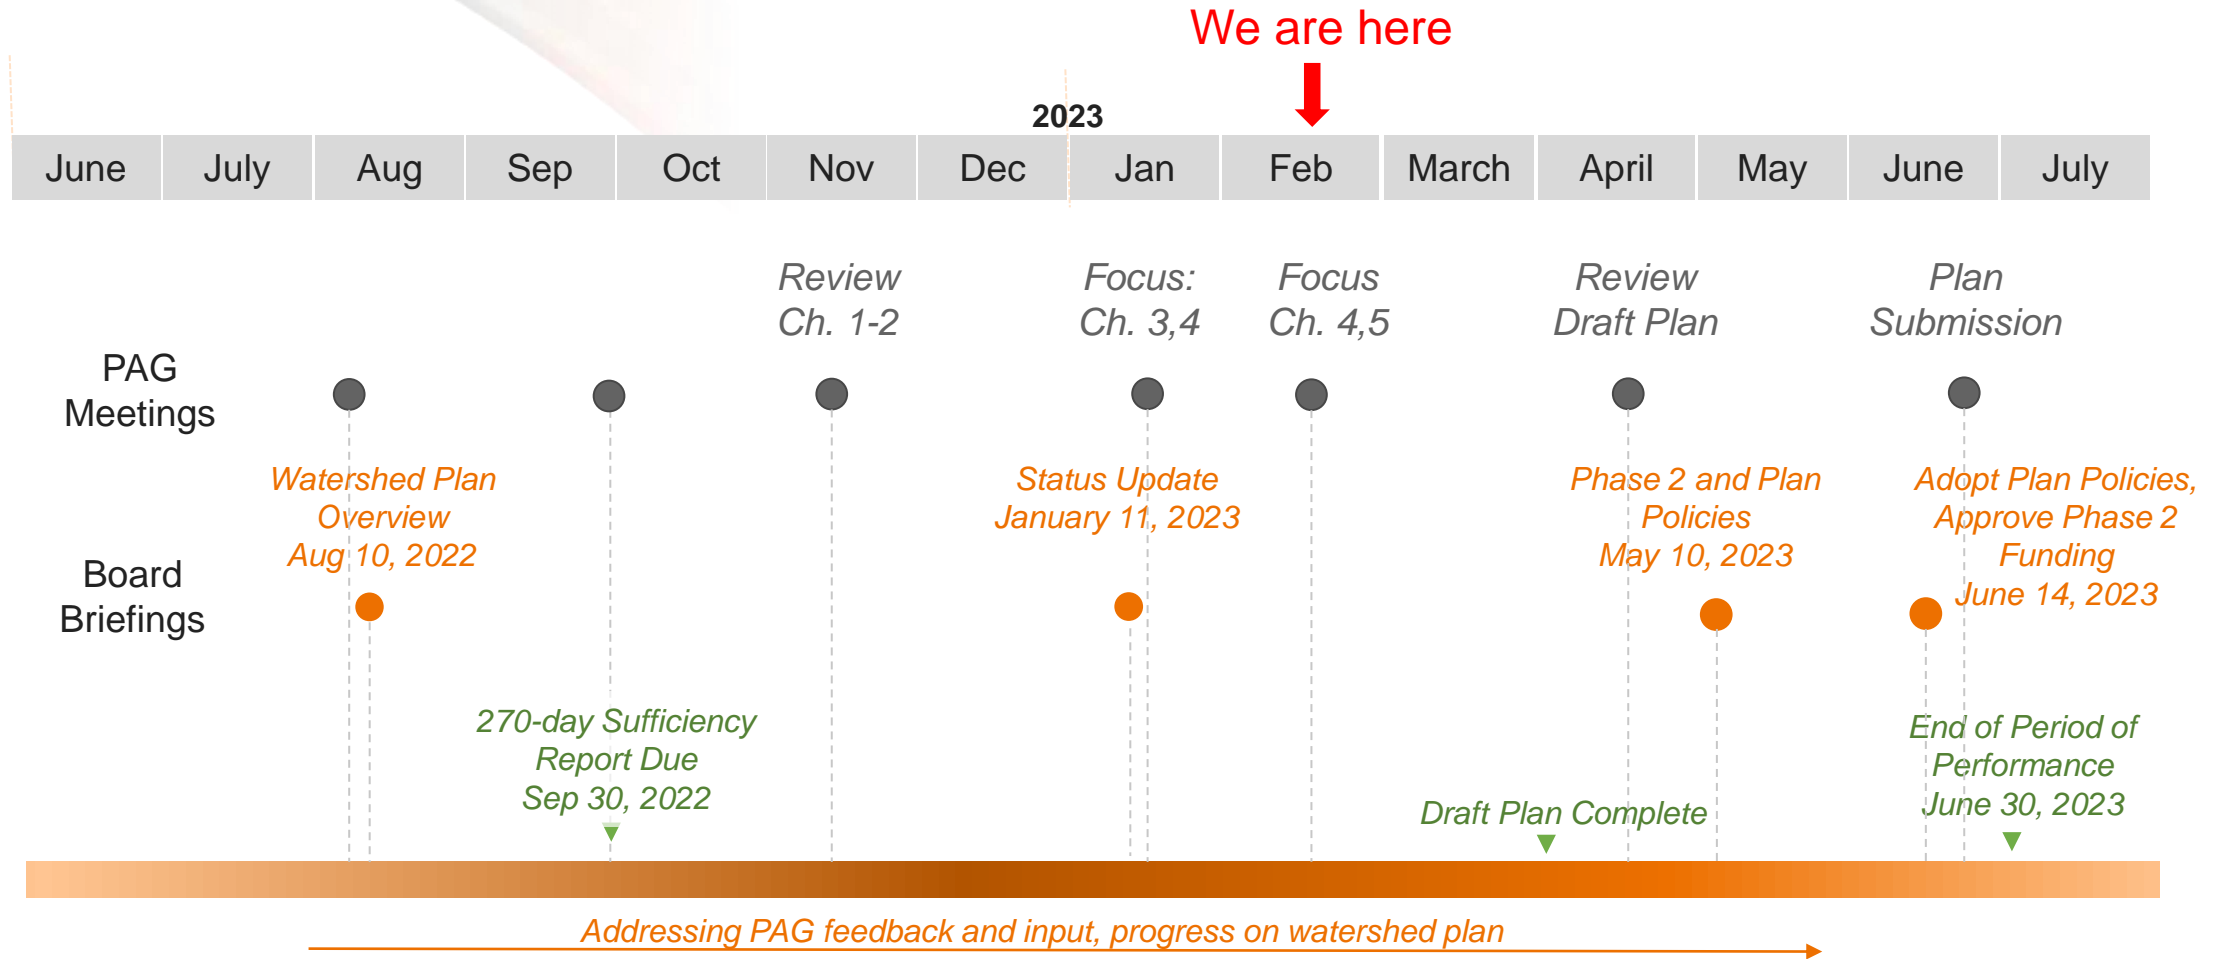 We are here
2023
June July Aug Sep Oct Nov Dec Jan Feb March April May June July
Review
Ch. 1-2
Focus:
Ch. 3,4
Focus
Ch. 4,5
Review
Draft Plan
Plan
Submission
PAG
Meetings
Watershed Plan
Overview
Aug 10, 2022
Status Update
January 11, 2023
Phase 2 and Plan
Policies
May 10, 2023
Adopt Plan Policies,
Approve Phase 2
Funding
June 14, 2023
Board
Briefings
270-day Sufficiency
Report Due
Sep 30, 2022
Draft Plan Complete
End of Period of
Performance
June 30, 2023
Addressing PAG feedback and input, progress on watershed plan